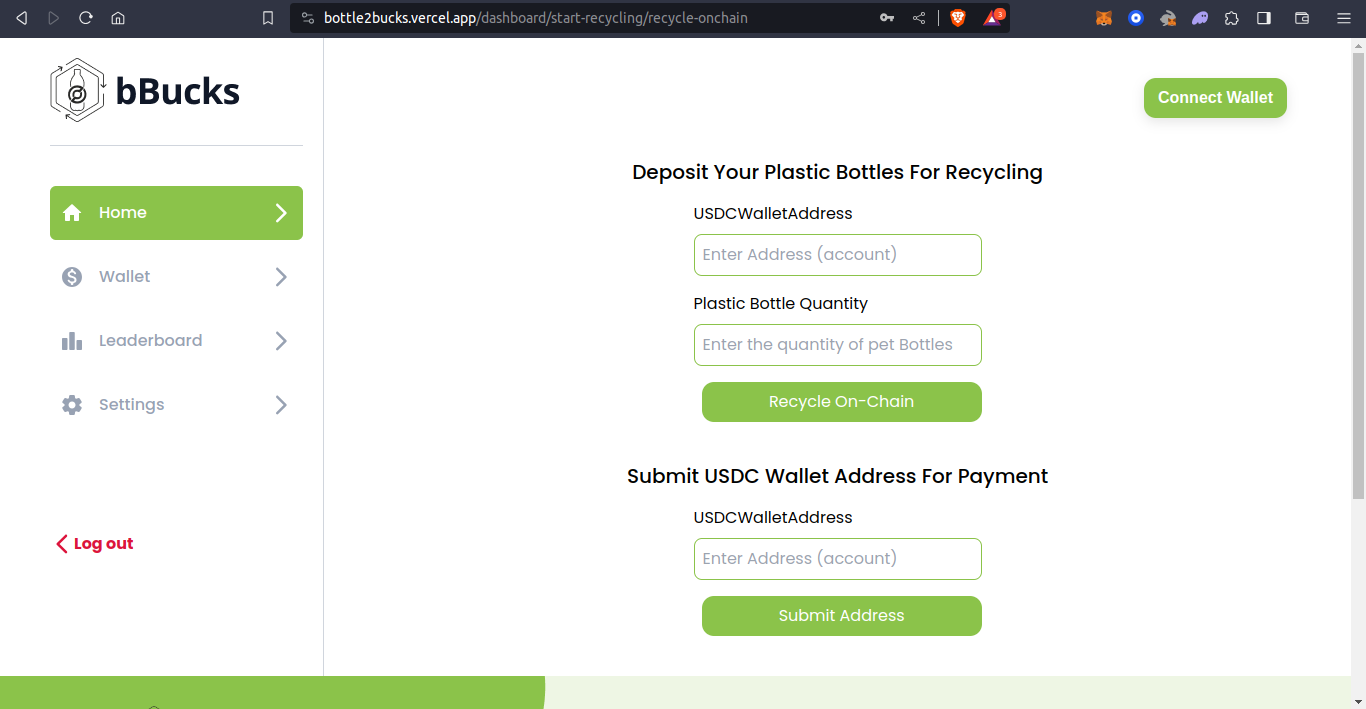 bottle2bucks.vercel.app/dashboard/start-recycling/recycle-onchain
3
bBucks
Connect Wallet
Home
Wallet
Leaderboard
Settings
Log out
Deposit Your Plastic Bottles For Recycling
USDCWalletAddress
Enter Address (account)
Plastic Bottle Quantity
Enter the quantity of pet Bottles
Recycle On-Chain
Submit USDC Wallet Address For Payment
USDCWalletAddress
Enter Address (account)
Submit Address